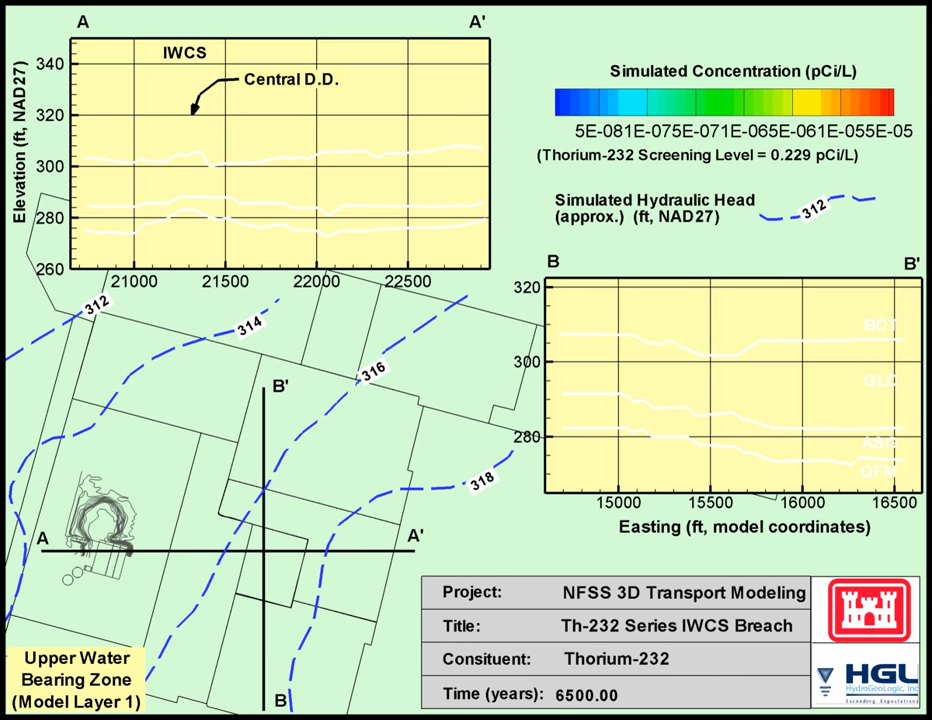 A A'
IWCS
Central D.D.
Elevation (ft, NAD27)
340
320
300
280
260
21000 21500 22000 22500
Simulated Concentration (pCi/L)
5E-081E-075E-071E-065E-061E-055E-05
(Thorium-232 Screening Level = 0.229 pCi/L)
Simulated Hydraulic Head
(approx.) (ft, NAD27)
312
B B'
320
300
280
BCT
GLC
ASG
QFM
15000 15500 16000 16500
Easting (ft, model coordinates)
312
314
316
318
B'
A A'
B
Upper Water
Bearing Zone
(Model Layer 1)
Project: NFSS 3D Transport Modeling
Title: Th-232 Series IWCS Breach
Consituent: Thorium-232
Time (years): 6500.00
HGL
HydroGeoLogic, Inc
Exceeding Expectations